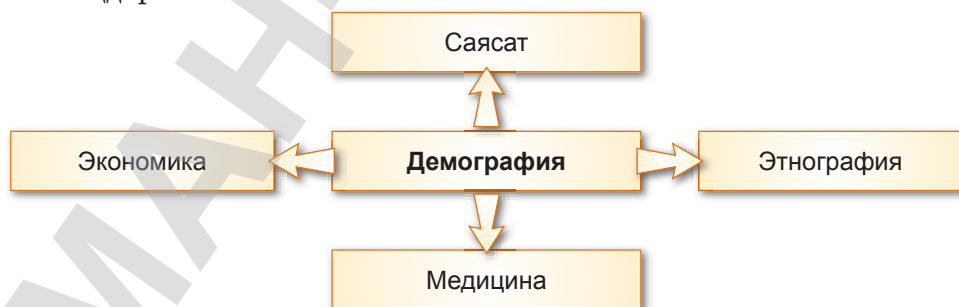 Саясат
Экономика
Демография
Этнография
Медицина